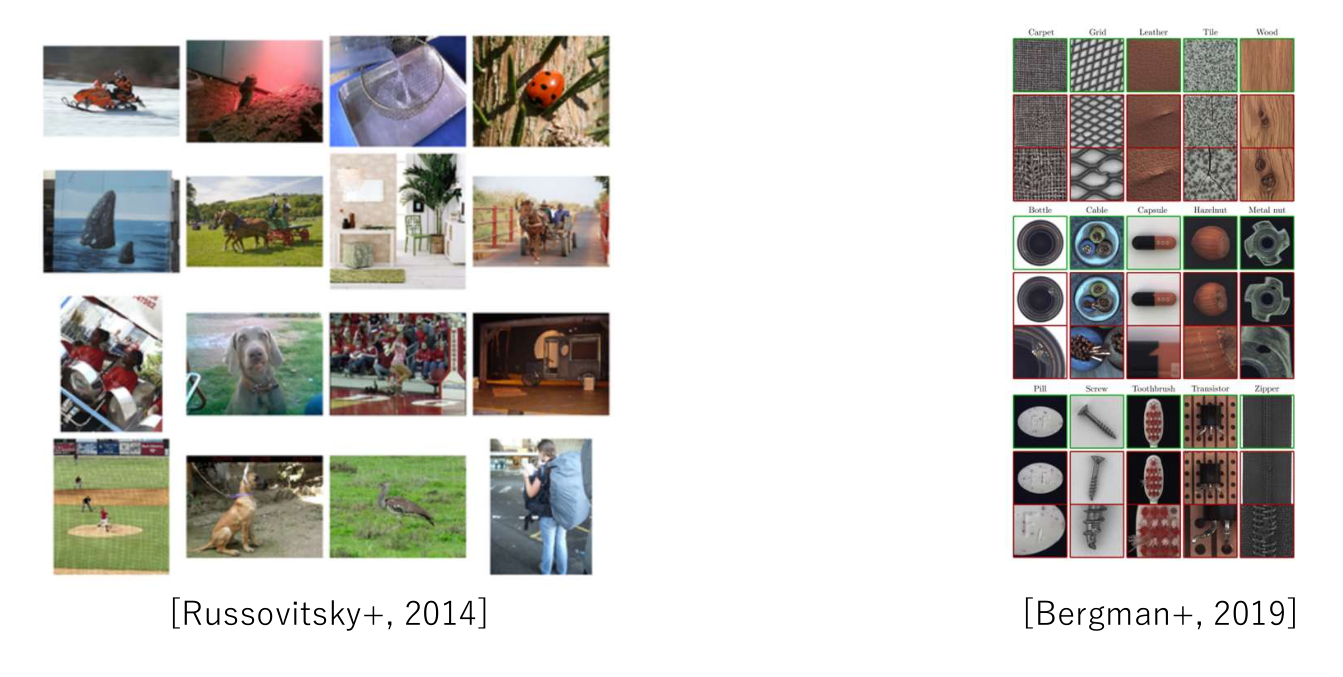 Carpet Grid Leather Tile Wood
Bottle Cable Capsule Hazelnut Metal nut
Pill Screw Toothbrush Transistor Zipper
[Russovitsky+, 2014]
[Bergman+, 2019]